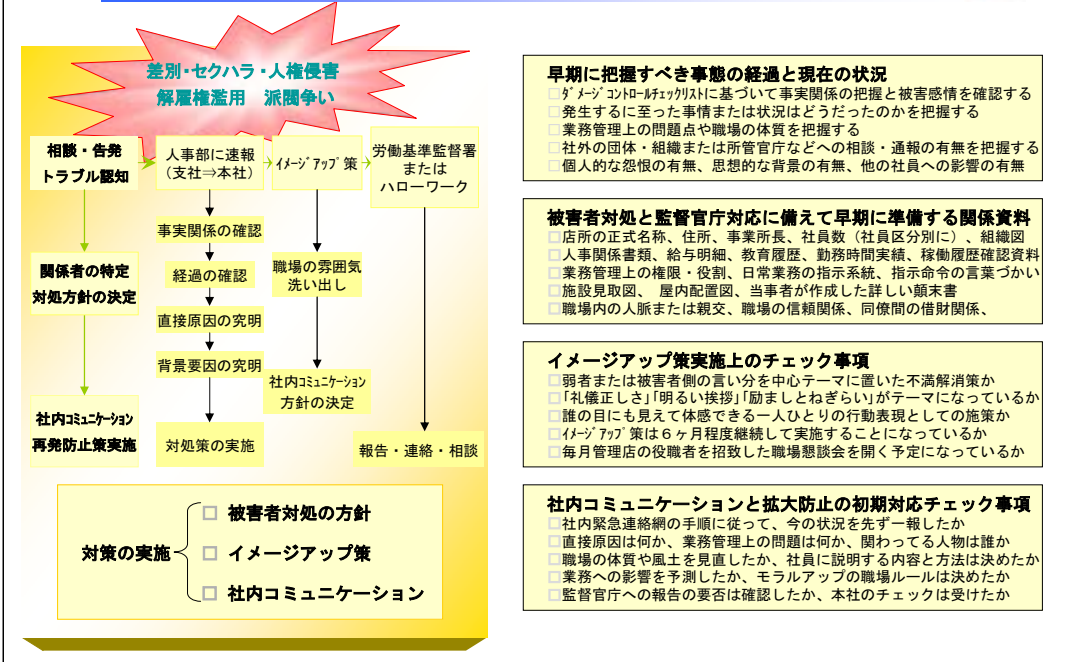 差別・セクハラ・人権侵害
解雇権濫用　派閥争い
相談・告発
トラブル認知
人事部に速報
（支社⇒本社）
ｲﾒｰｼﾞｱｯﾌﾟ策
労働基準監督署
または
ハローワーク
事実関係の確認
関係者の特定
対処方針の決定
経過の確認
職場の雰囲気
洗い出し
直接原因の究明
背景要因の究明
社内ｺﾐｭﾆｹｰｼｮﾝ
方針の決定
社内ｺﾐｭﾆｹｰｼｮﾝ
再発防止策実施
対処策の実施
報告・連絡・相談
対策の実施
□ 被害者対処の方針
□ イメージアップ策
□ 社内コミュニケーション
早期に把握すべき事態の経過と現在の状況
□ﾀﾞﾒｰｼﾞｺﾝﾄﾛｰﾙﾁｪｯｸﾘｽﾄに基づいて事実関係の把握と被害感情を確認する
□発生するに至った事情または状況はどうだったのかを把握する
□業務管理上の問題点や職場の体質を把握する
□社外の団体・組織または所管官庁などへの相談・通報の有無を把握する
□個人的な怨恨の有無、思想的な背景の有無、他の社員への影響の有無
被害者対処と監督官庁対応に備えて早期に準備する関係資料
□店所の正式名称、住所、事業所長、社員数（社員区分別に）、組織図
□人事関係書類、給与明細、教育履歴、勤務時間実績、稼働履歴確認資料
□業務管理上の権限・役割、日常業務の指示系統、指示命令の言葉づかい
□施設見取図、 屋内配置図、当事者が作成した詳しい顛末書
□職場内の人脈または親交、職場の信頼関係、同僚間の借財関係、
イメージアップ策実施上のチェック事項
□弱者または被害者側の言い分を中心テーマに置いた不満解消策か
□「礼儀正しさ」「明るい挨拶」「励ましとねぎらい」がテーマになっているか
□誰の目にも見えて体感できる一人ひとりの行動表現としての施策か
□ｲﾒｰｼﾞｱｯﾌﾟ策は６ヶ月程度継続して実施することになっているか
□毎月管理店の役職者を招致した職場懇談会を開く予定になっているか
社内コミュニケーションと拡大防止の初期対応チェック事項
□社内緊急連絡網の手順に従って、今の状況を先ず一報したか
□直接原因は何か、業務管理上の問題は何か、関わってる人物は誰か
□職場の体質や風土を見直したか、社員に説明する内容と方法は決めたか
□業務への影響を予測したか、モラルアップの職場ルールは決めたか
□監督官庁への報告の要否は確認したか、本社のチェックは受けたか